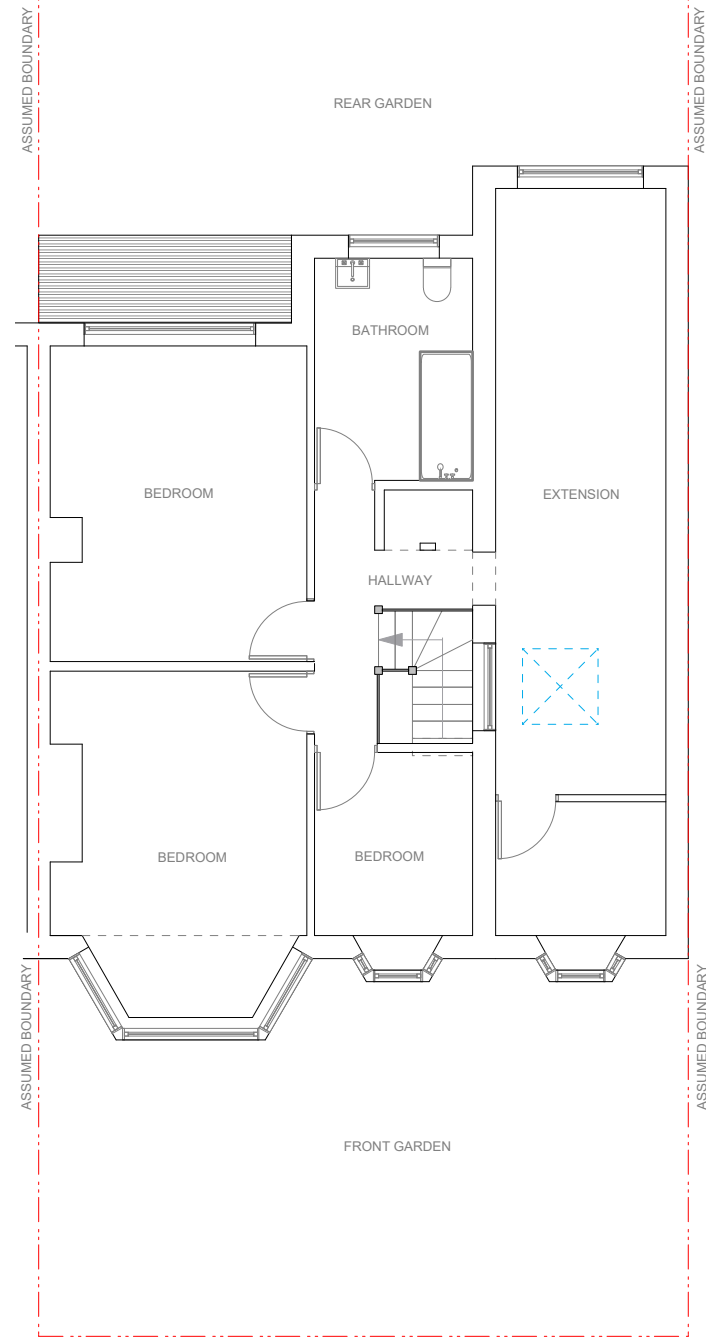 ASSUMED BOUNDARY
ASSUMED BOUNDARY
REAR GARDEN
BATHROOM
BEDROOM
EXTENSION
HALLWAY
BEDROOM
BEDROOM
ASSUMED BOUNDARY
ASSUMED BOUNDARY
FRONT GARDEN